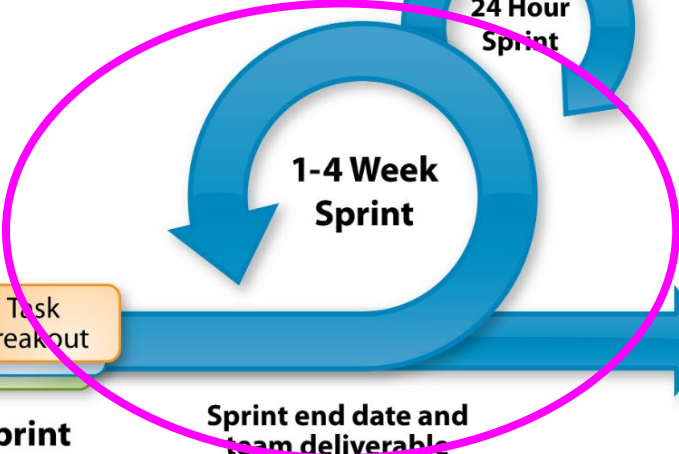 24 Hour
Sprint
1-4 Week
Sprint
Task
reakout
print
Sprint end date and
team deliverable